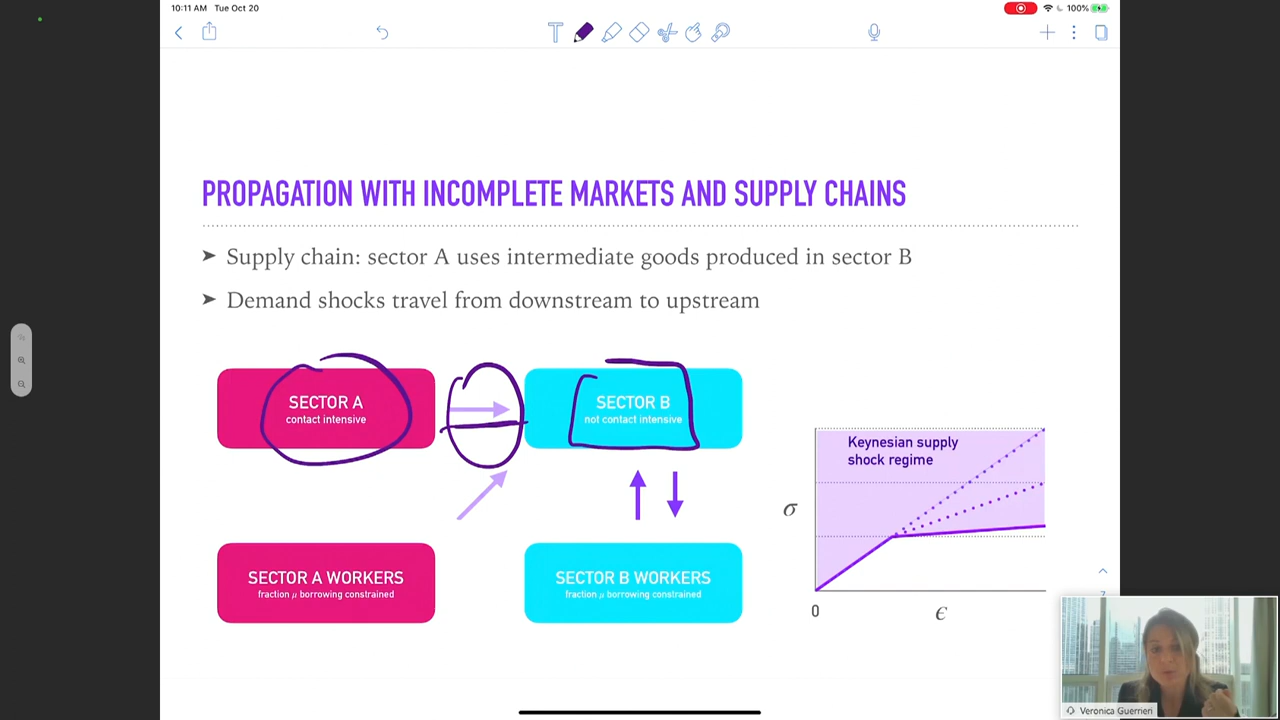 10:11 AM Tue Oct 20
100%
PROPAGATION WITH INCOMPLETE MARKETS AND SUPPLY CHAINS
➤ Supply chain: sector A uses intermediate goods produced in sector B
➤ Demand shocks travel from downstream to upstream
SECTOR A
contact intensive
SECTOR B
not contact intensive
SECTOR A WORKERS
fraction μ borrowing constrained
SECTOR B WORKERS
fraction μ borrowing constrained
Keynesian supply
shock regime
σ
0
ϵ
Veronica Guerrieri